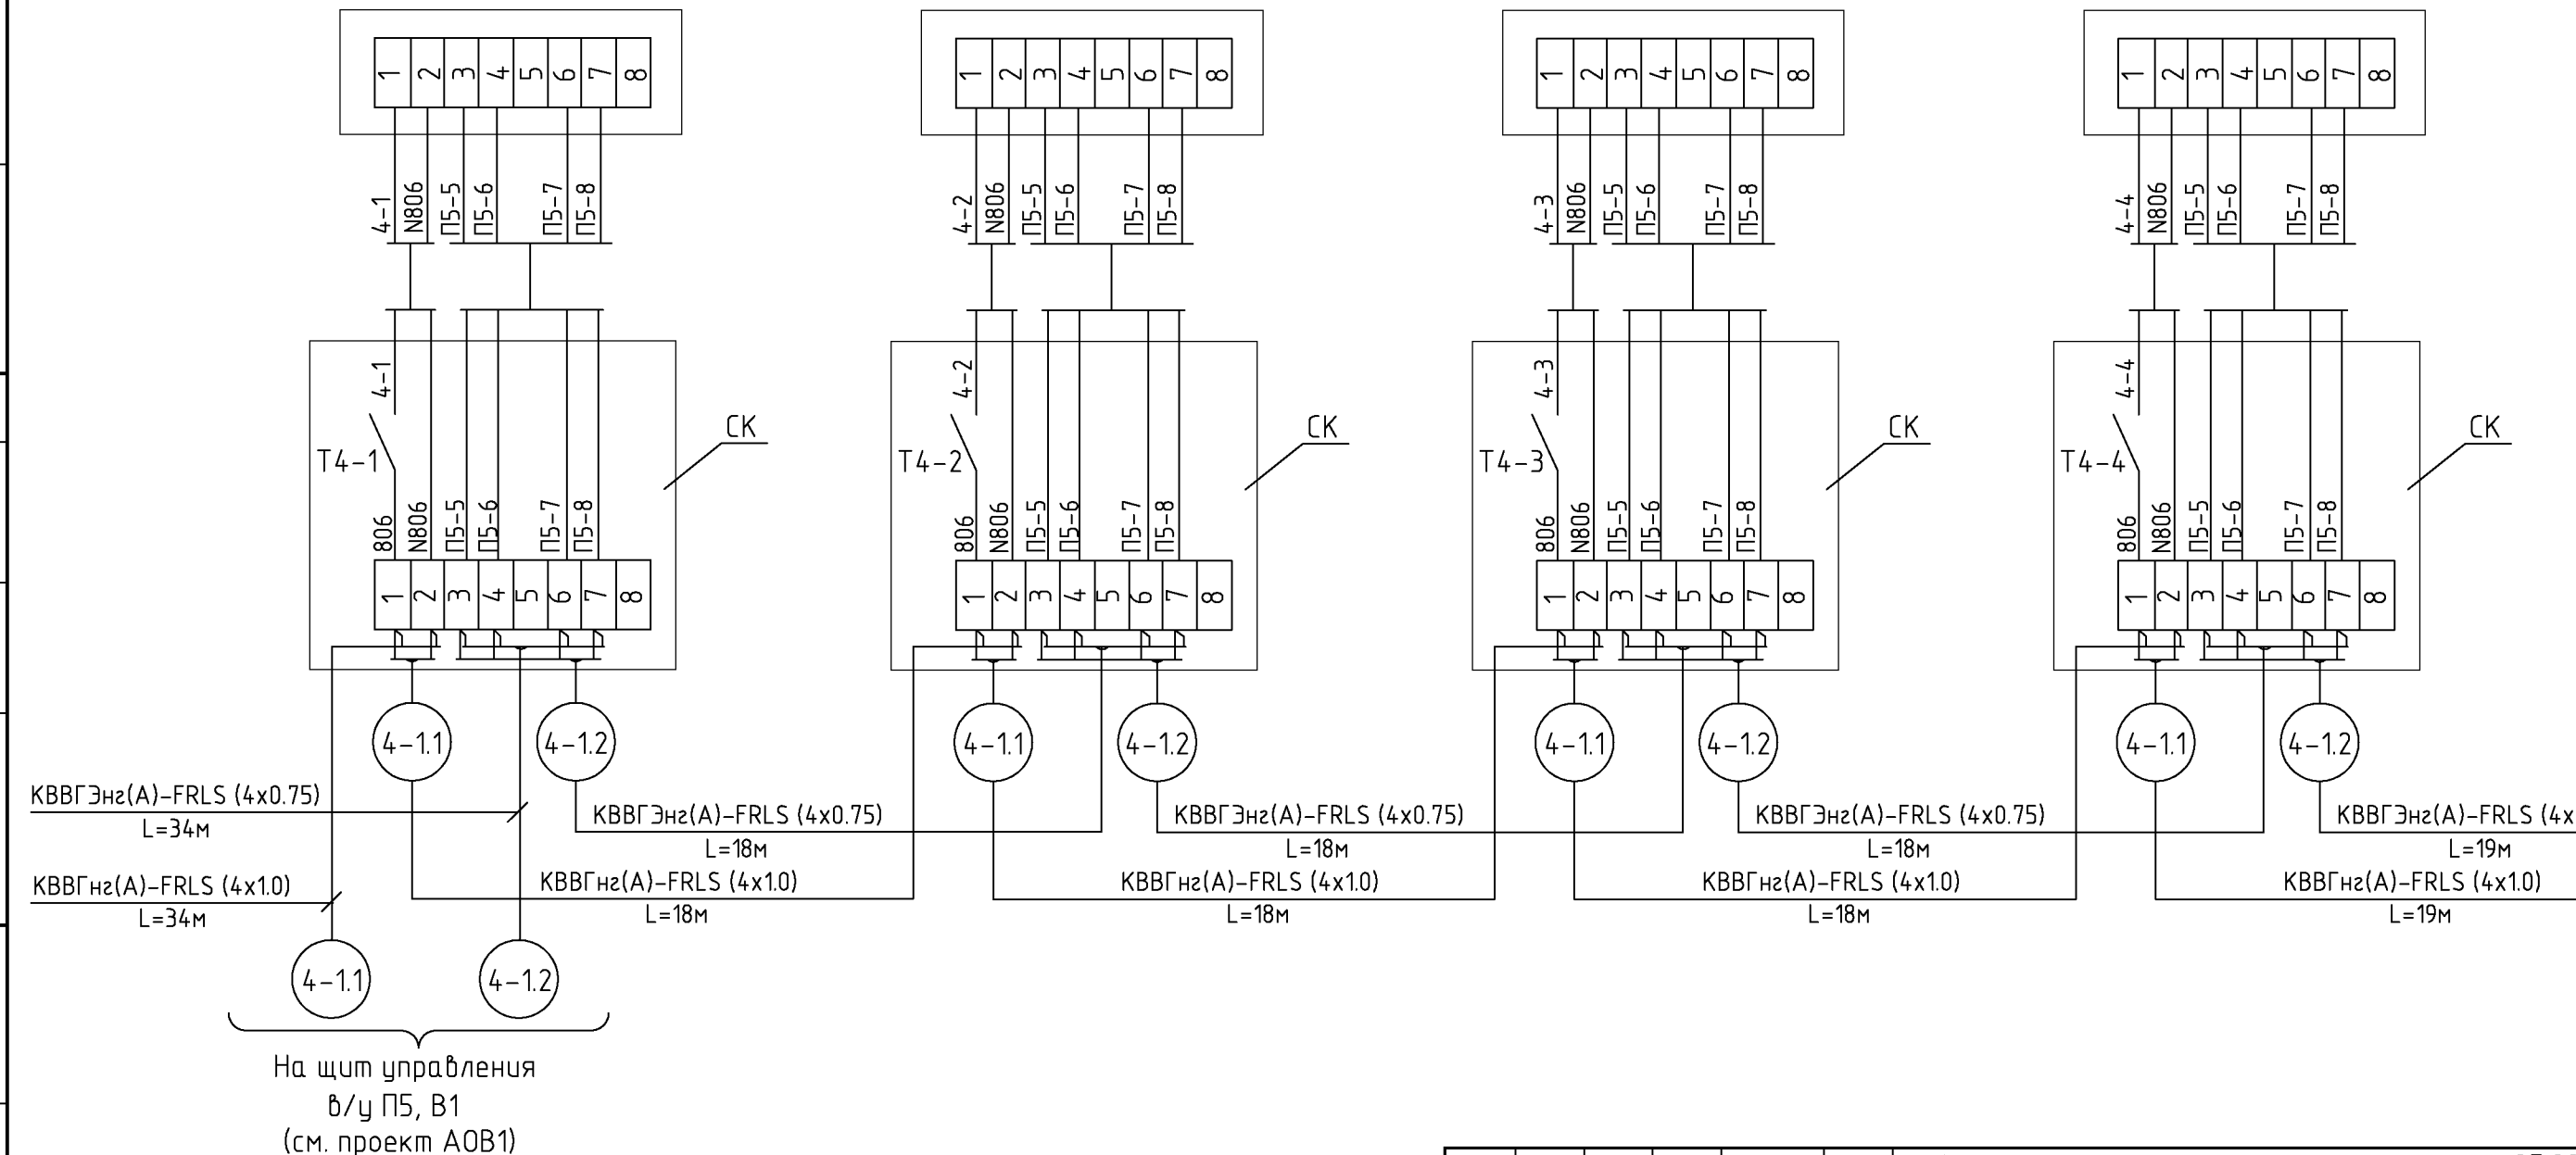 1 2 3 4 5 6 7 8
1 2 3 4 5 6 7 8
1 2 3 4 5 6 7 8
1 2 3 4 5 6 7 8
4-1 N806 П5-5 П5-6 П5-7 П5-8
4-2 N806 П5-5 П5-6 П5-7 П5-8
4-3 N806 П5-5 П5-6 П5-7 П5-8
4-4 N806 П5-5 П5-6 П5-7 П5-8
4-1
4-2
4-3
4-4
СК
СК
СК
СК
Т4-1
Т4-2
Т4-3
Т4-4
806 N806 П5-5 П5-6 П5-7 П5-8
806 N806 П5-5 П5-6 П5-7 П5-8
806 N806 П5-5 П5-6 П5-7 П5-8
806 N806 П5-5 П5-6 П5-7 П5-8
1 2 3 4 5 6 7 8
1 2 3 4 5 6 7 8
1 2 3 4 5 6 7 8
1 2 3 4 5 6 7 8
4-1.1
4-1.2
4-1.1
4-1.2
4-1.1
4-1.2
4-1.1
4-1.2
КВВГЭнг(А)-FRLS (4х0.75)
L=34м
КВВГЭнг(А)-FRLS (4х0.75)
L=18м
КВВГЭнг(А)-FRLS (4х0.75)
L=18м
КВВГЭнг(А)-FRLS (4х0.75)
L=18м
КВВГЭнг(А)-FRLS (4х
L=19м
КВВГнг(А)-FRLS (4х1.0)
L=34м
КВВГнг(А)-FRLS (4х1.0)
L=18м
КВВГнг(А)-FRLS (4х1.0)
L=18м
КВВГнг(А)-FRLS (4х1.0)
L=18м
КВВГнг(А)-FRLS (4х1.0)
L=19м
4-1.1
4-1.2
На щит управления
в/у П5, В1
(см. проект АОВ1)